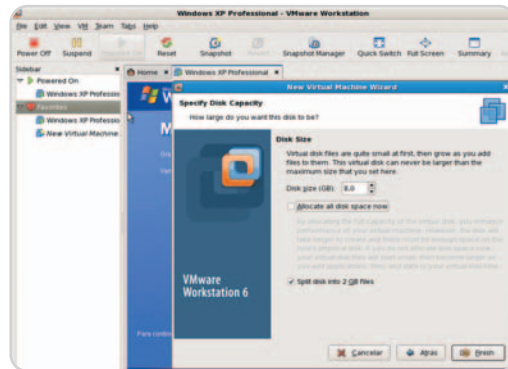 Windows XP Professional - VMware Workstation
File Edit View VM Team Tabs Help
Power Off Suspend Reset Snapshot Snapshot Manager Quick Switch Full Screen Summary
Sidebar
Powered On
Windows XP Professio
Favorites
Windows XP Professio
New Virtual Machine
Home
Windows XP Professional
New Virtual Machine Wizard
Specify Disk Capacity
How large do you want this disk to be?
Disk Size
Virtual disk files are quite small at first, then grow as you add
files to them. This virtual disk can never be larger than the
maximum size that you set here.
Disk size (GB): 8.0
Allocate all disk space now
Split disk into 2 GB files
VMware
Workstation 6
Para contin
Cancelar Atrás Finish